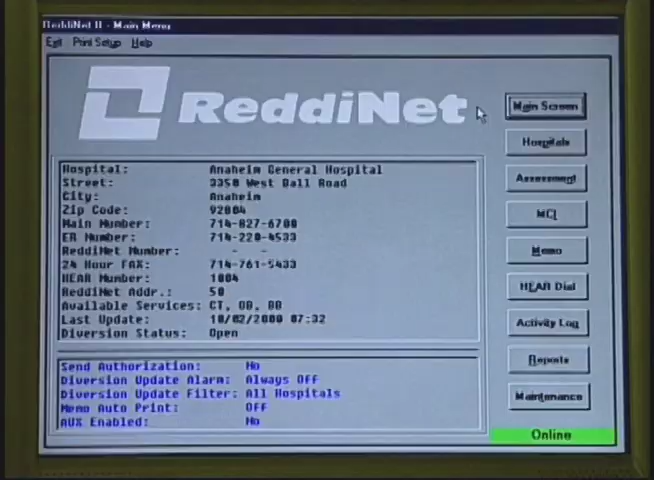 ReddiNet II - Main Menu
Exit Print Setup Help
ReddiNet
Main Screen
Hospitals
Assessment
MCI
Memo
HEAR Dial
Activity Log
Reports
Maintenance
Online
Hospital: Anaheim General Hospital
Street: 3350 West Ball Road
City: Anaheim
Zip Code: 92804
Main Number: 714-827-6700
ER Number: 714-220-4533
ReddiNet Number: - -
24 Hour FAX: 714-761-5433
HEAR Number: 1804
ReddiNet Addr.: 50
Available Services: CT, OB,
Last Update: 10/02/2000 07:32
Diversion Status: Open
Send Authorization: No
Diversion Update Alarm: Always Off
Diversion Update Filter: All Hospitals
Memo Auto Print: OFF
AUX Enabled: No